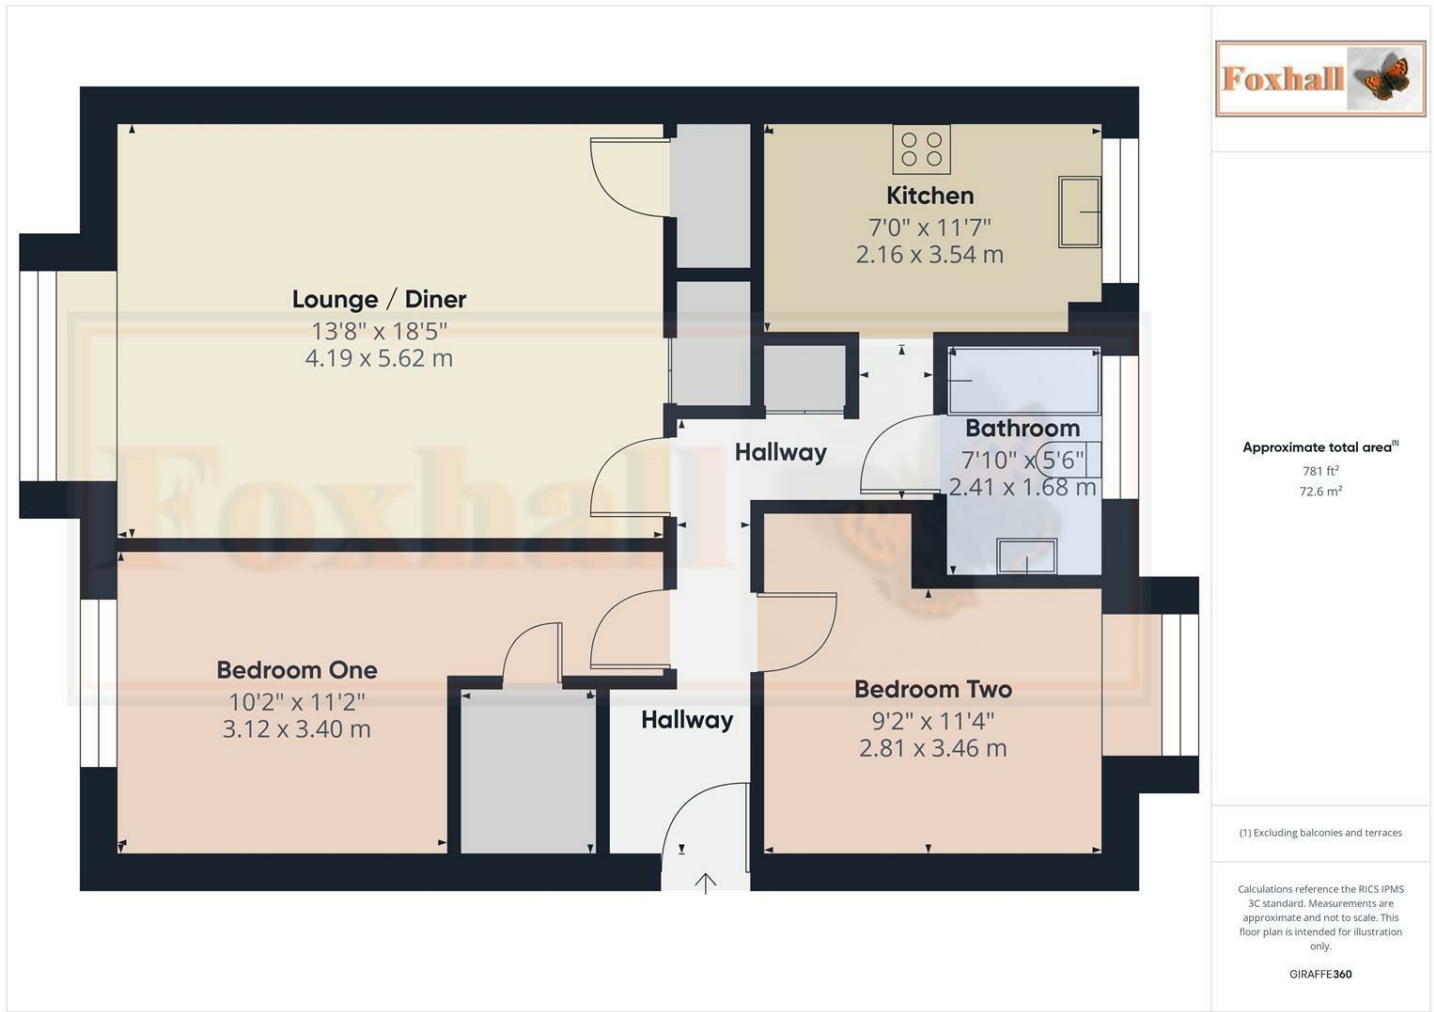 Foxhall
Kitchen
7'0" x 11'7"
2.16 x 3.54 m
Lounge / Diner
13'8" x 18'5"
4.19 x 5.62 m
Bathroom
7'10" x 5'6"
2.41 x 1.68 m
Hallway
Foxhall
Bedroom One
10'2" x 11'2"
3.12 x 3.40 m
Hallway
Bedroom Two
9'2" x 11'4"
2.81 x 3.46 m
Approximate total area(1)
781 ft²
72.6 m²
(1) Excluding balconies and terraces
Calculations reference the RICS IPMS
3C standard. Measurements are
approximate and not to scale. This
floor plan is intended for illustration
only.
GIRAFFE360